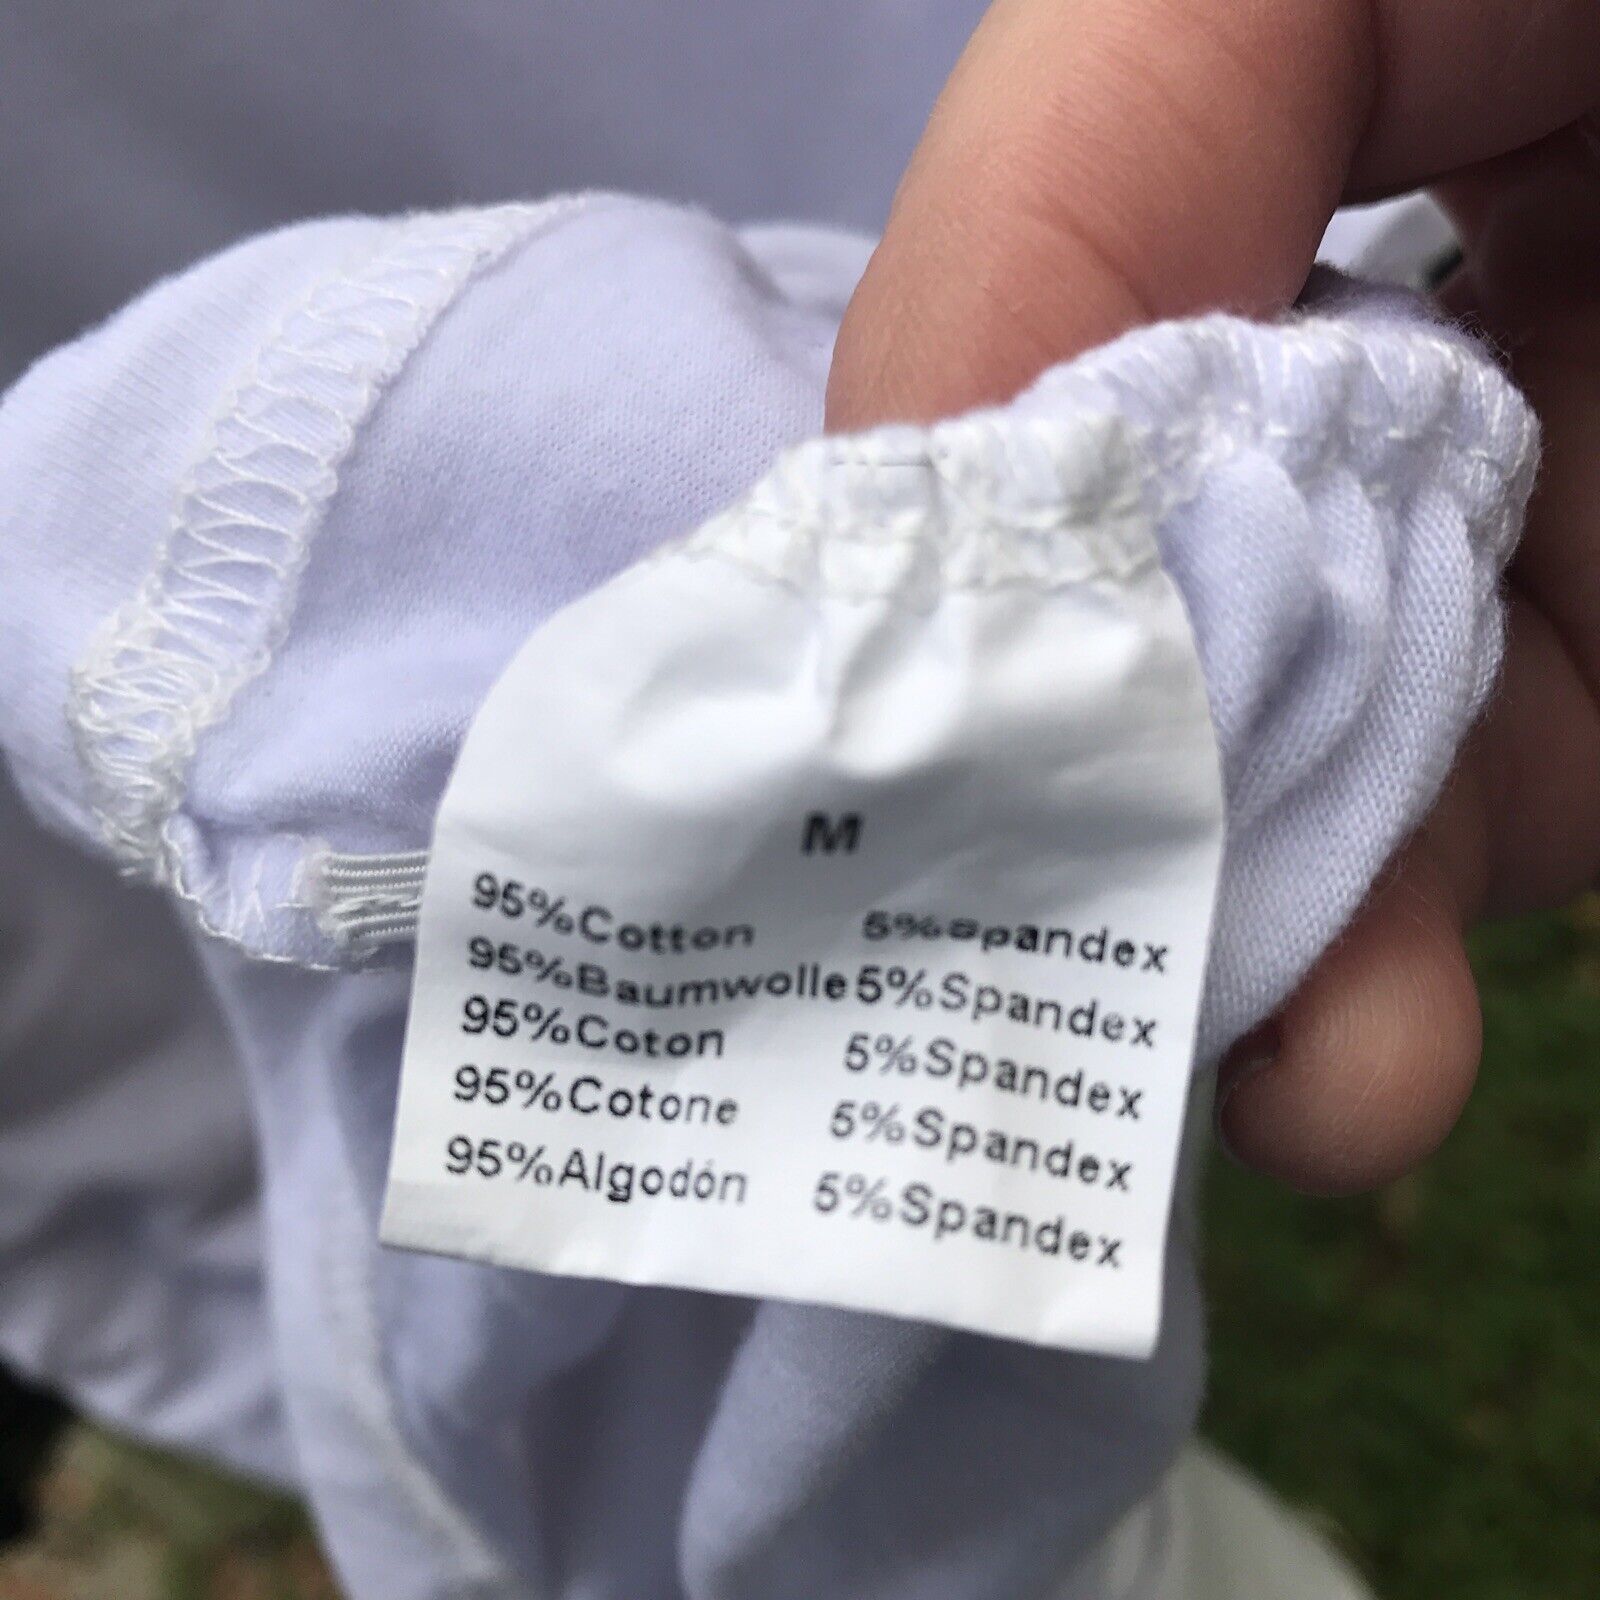 M
95%Cotton 5%Spandex
95%Baumwolle 5%Spandex
95%Coton 5%Spandex
95%Cotone 5%Spandex
95%Algodón 5%Spandex